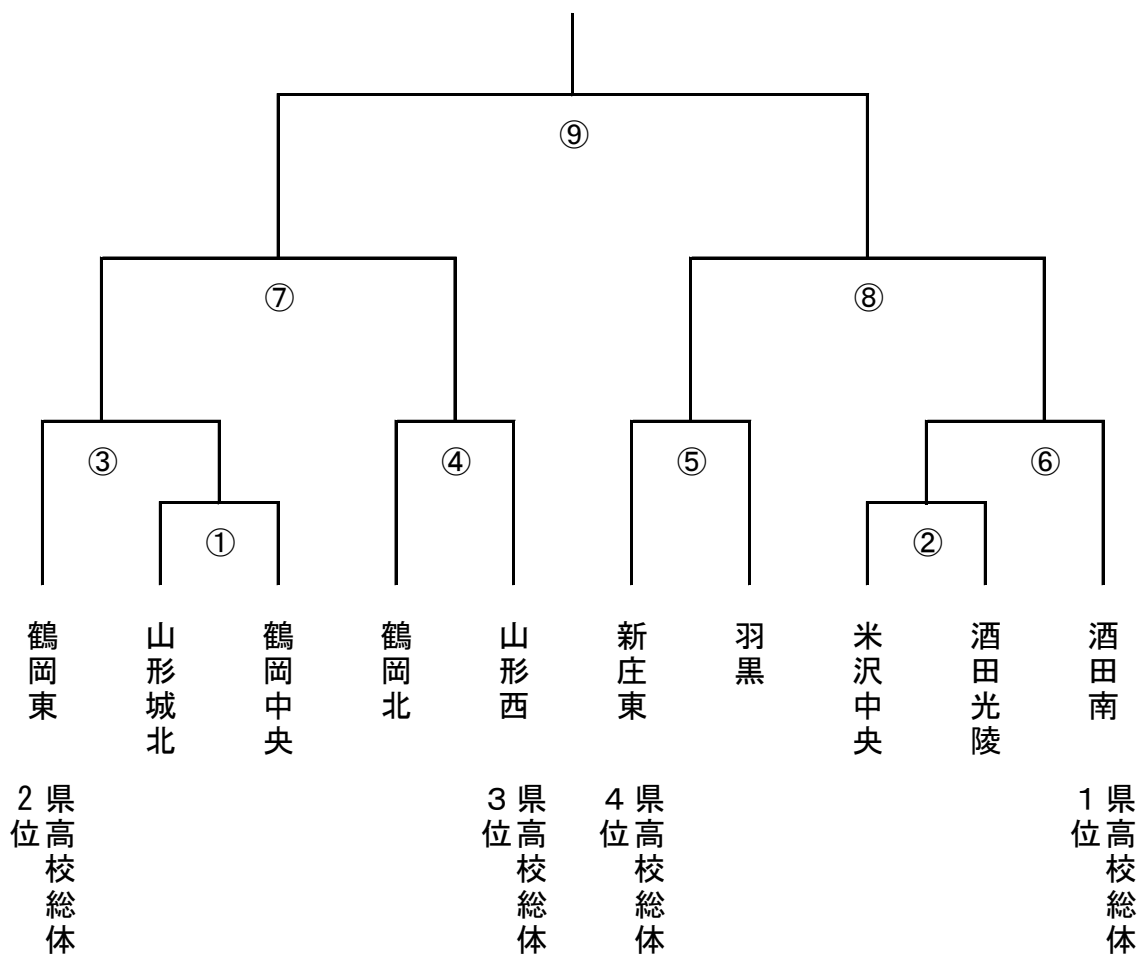 ⑨
⑦
⑧
③
④
⑤
⑥
①
②
鶴岡東
山形城北
鶴岡中央
鶴岡北
山形西
新庄東
羽黒
米沢中央
酒田光陵
酒田南
県高校総体
2位
県高校総体
3位
県高校総体
4位
県高校総体
1位